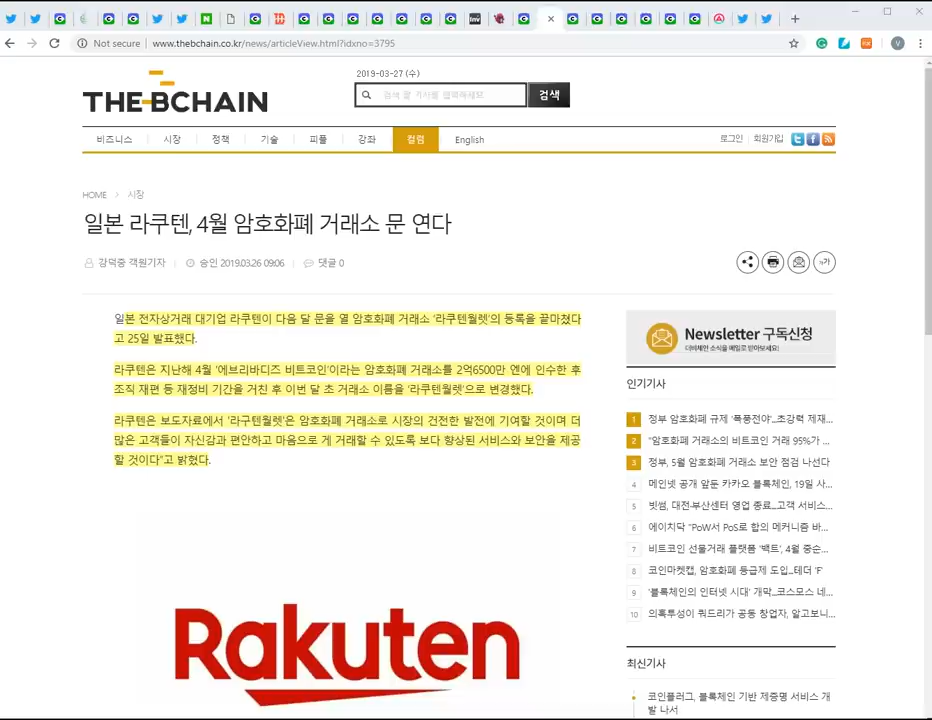 Not secure | www.thebchain.co.kr/news/articleView.html?idxno=3795
2019-03-27 (수)
THE BCHAIN
검색
비즈니스 시장 정책 기술 피플 강좌 컬럼 English
로그인 회원가입
HOME > 시장
일본 라쿠텐, 4월 암호화폐 거래소 문 연다
강덕중 객원기자 | 승인 2019.03.26 09:06 | 댓글 0
가가
일본 전자상거래 대기업 라쿠텐이 다음 달 문을 열 암호화폐 거래소 '라쿠텐월렛'의 등록을 끝마쳤다
고 25일 발표했다.
라쿠텐은 지난해 4월 '에브리바디즈 비트코인'이라는 암호화폐 거래소를 2억6500만 엔에 인수한 후
조직 재편 등 재정비 기간을 거친 후 이번 달 초 거래소 이름을 '라쿠텐월렛'으로 변경했다.
라쿠텐은 보도자료에서 '라구텐월렛'은 암호화폐 거래소로 시장의 건전한 발전에 기여할 것이며 더
많은 고객들이 자신감과 편안하고 마음으로 게 거래할 수 있도록 보다 향상된 서비스와 보안을 제공
할 것이다"고 밝혔다.
Rakuten
Newsletter 구독신청
더비체인 소식을 메일로 받아보세요!
인기기사
1 정부 암호화폐 규제 '폭풍전야'...초강력 제재...
2 "암호화폐 거래소의 비트코인 거래 95%가 ...
3 정부, 5월 암호화폐 거래소 보안 점검 나선다
4 메인넷 공개 앞둔 카카오 블록체인, 19일 사...
5 빗썸, 대전·부산센터 영업 종료...고객 서비스...
6 에이치닥 "PoW서 PoS로 합의 메커니즘 바...
7 비트코인 선물거래 플랫폼 '백트', 4월 중순...
8 코인마켓캡, 암호화폐 등급제 도입...테더 'F'
9 '블록체인의 인터넷 시대' 개막...코스모스 네...
10 의혹투성이 쿼드리가 공동 창업자, 알고보니...
최신기사
코인플러그, 블록체인 기반 제증명 서비스 개
발 나서